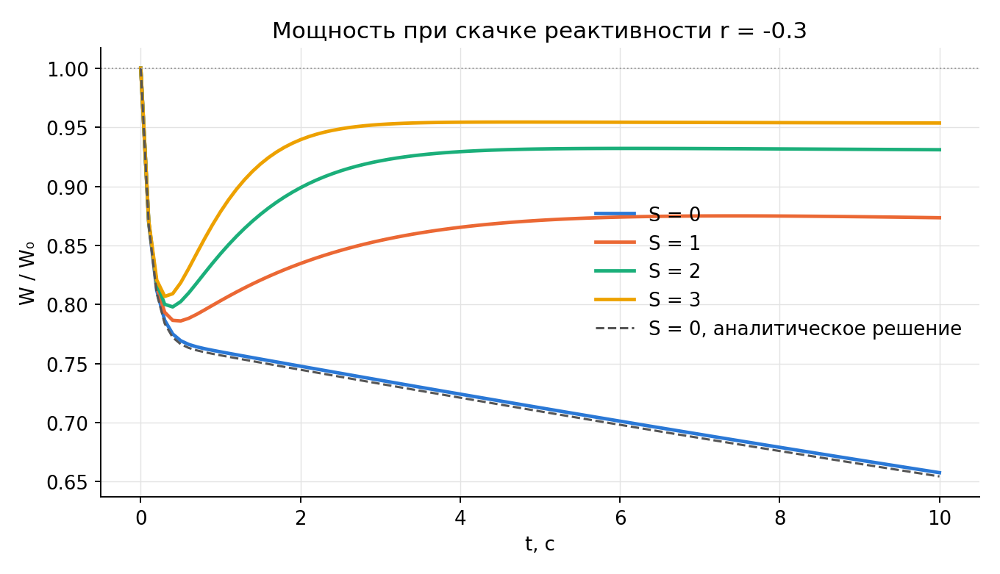 Мощность при скачке реактивности r = -0.3
W / W₀
1.00
0.95
0.90
0.85
0.80
0.75
0.70
0.65
S = 0
S = 1
S = 2
S = 3
S = 0, аналитическое решение
0 2 4 6 8 10
t, с